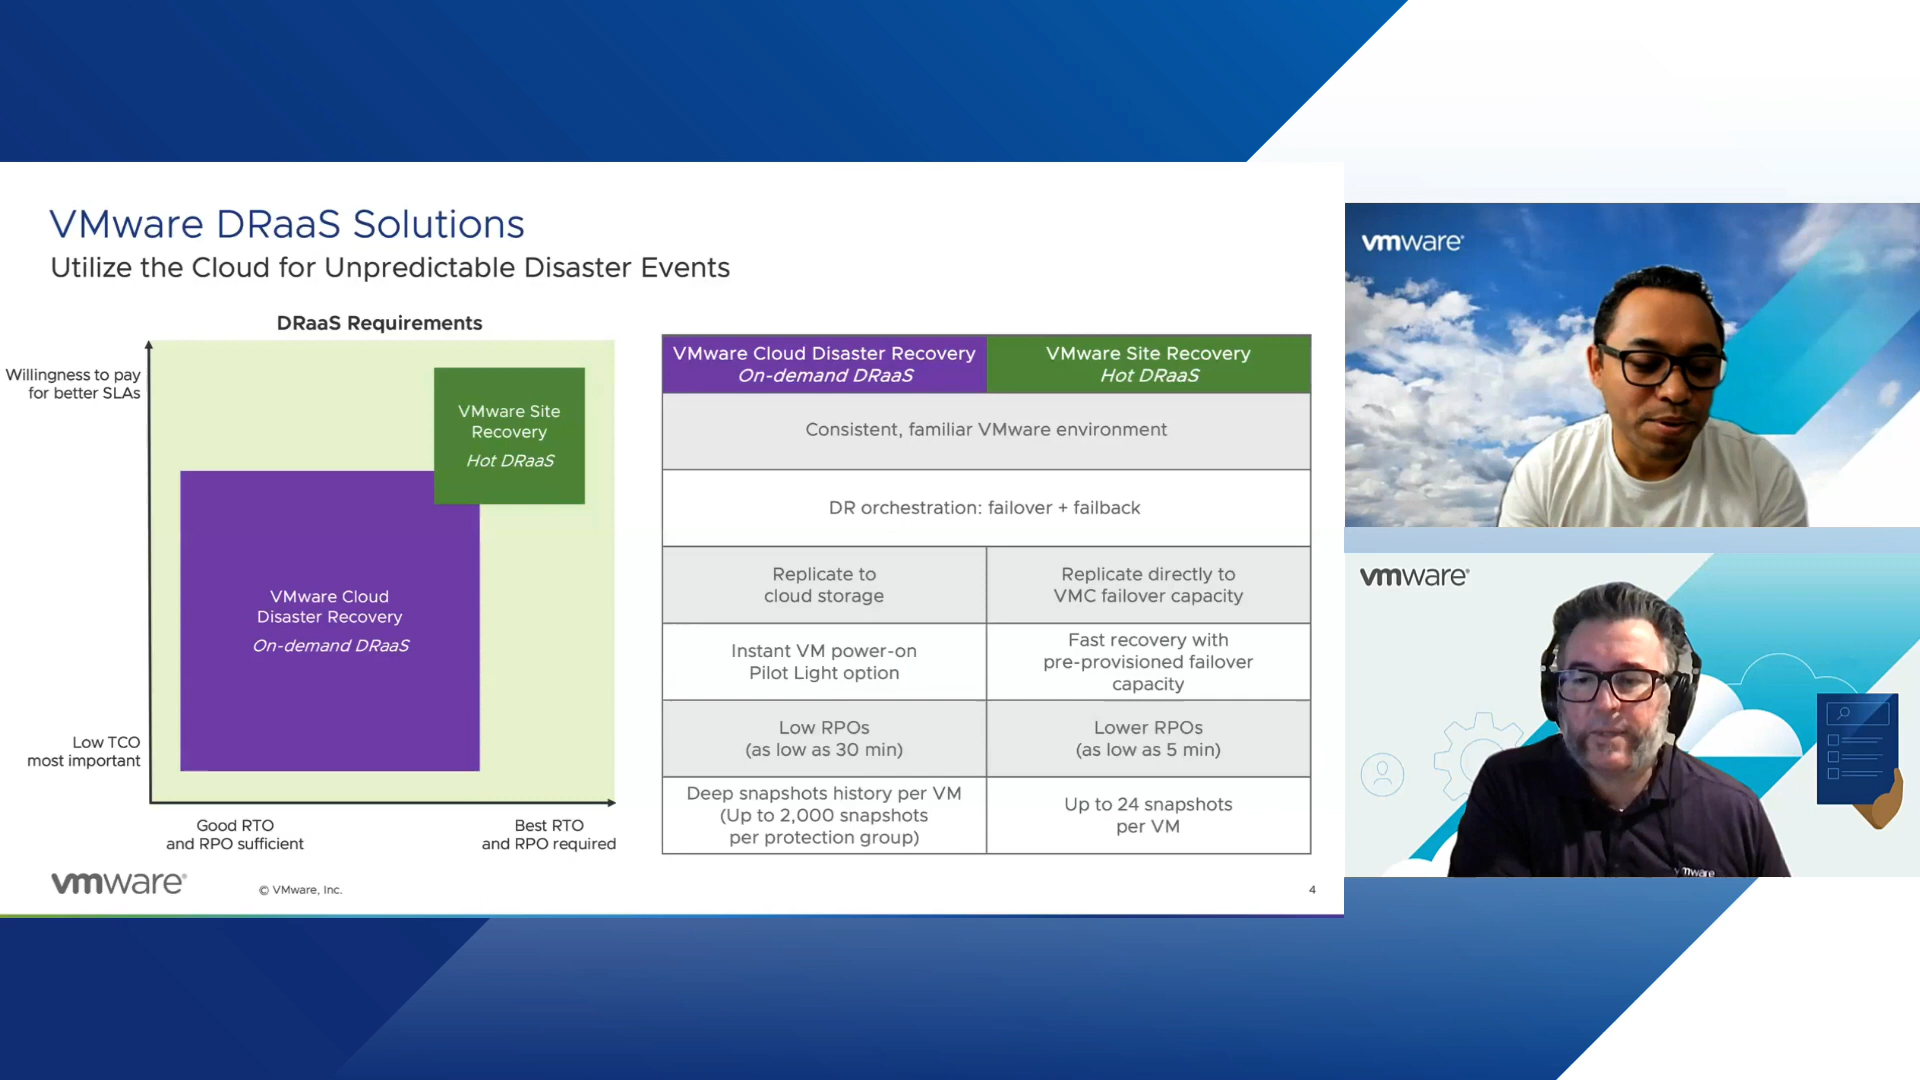 VMware DRaaS Solutions
Utilize the Cloud for Unpredictable Disaster Events
DRaaS Requirements
Willingness to pay
for better SLAs
VMware Site
Recovery
Hot DRaaS
VMware Cloud
Disaster Recovery
On-demand DRaaS
Low TCO
most important
Good RTO
and RPO sufficient
Best RTO
and RPO required
VMware Cloud Disaster Recovery
On-demand DRaaS
VMware Site Recovery
Hot DRaaS
Consistent, familiar VMware environment
DR orchestration: failover + failback
Replicate to
cloud storage
Replicate directly to
VMC failover capacity
Instant VM power-on
Pilot Light option
Fast recovery with
pre-provisioned failover
capacity
Low RPOs
(as low as 30 min)
Lower RPOs
(as low as 5 min)
Deep snapshots history per VM
(Up to 2,000 snapshots
per protection group)
Up to 24 snapshots
per VM
vmware®
© VMware, Inc.
4
vmware®
vmware®
vmware